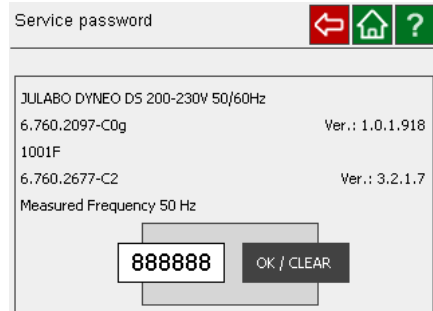 Service password
?
JULABO DYNEO DS 200-230V 50/60Hz
6.760.2097-C0g Ver.: 1.0.1.918
1001F
6.760.2677-C2 Ver.: 3.2.1.7
Measured Frequency 50 Hz
888888 OK / CLEAR